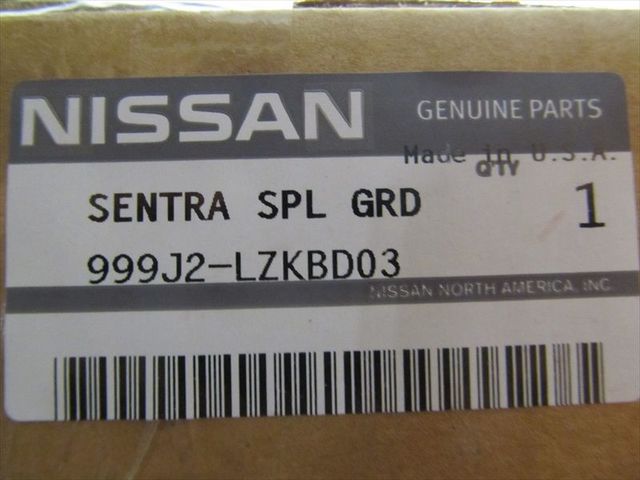 NISSAN GENUINE PARTS
Made in U.S.A.
QTY
SENTRA SPL GRD 1
999J2-LZKBD03
NISSAN NORTH AMERICA, INC.